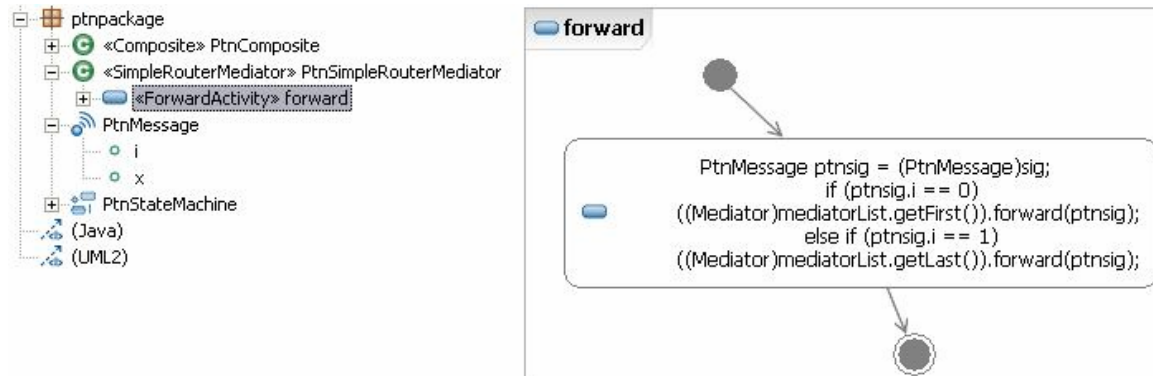 ptnpackage
«Composite» PtnComposite
«SimpleRouterMediator» PtnSimpleRouterMediator
«ForwardActivity» forward
PtnMessage
i
x
PtnStateMachine
(Java)
(UML2)
forward
PtnMessage ptnsig = (PtnMessage)sig;
if (ptnsig.i == 0)
((Mediator)mediatorList.getFirst()).forward(ptnsig);
else if (ptnsig.i == 1)
((Mediator)mediatorList.getLast()).forward(ptnsig);